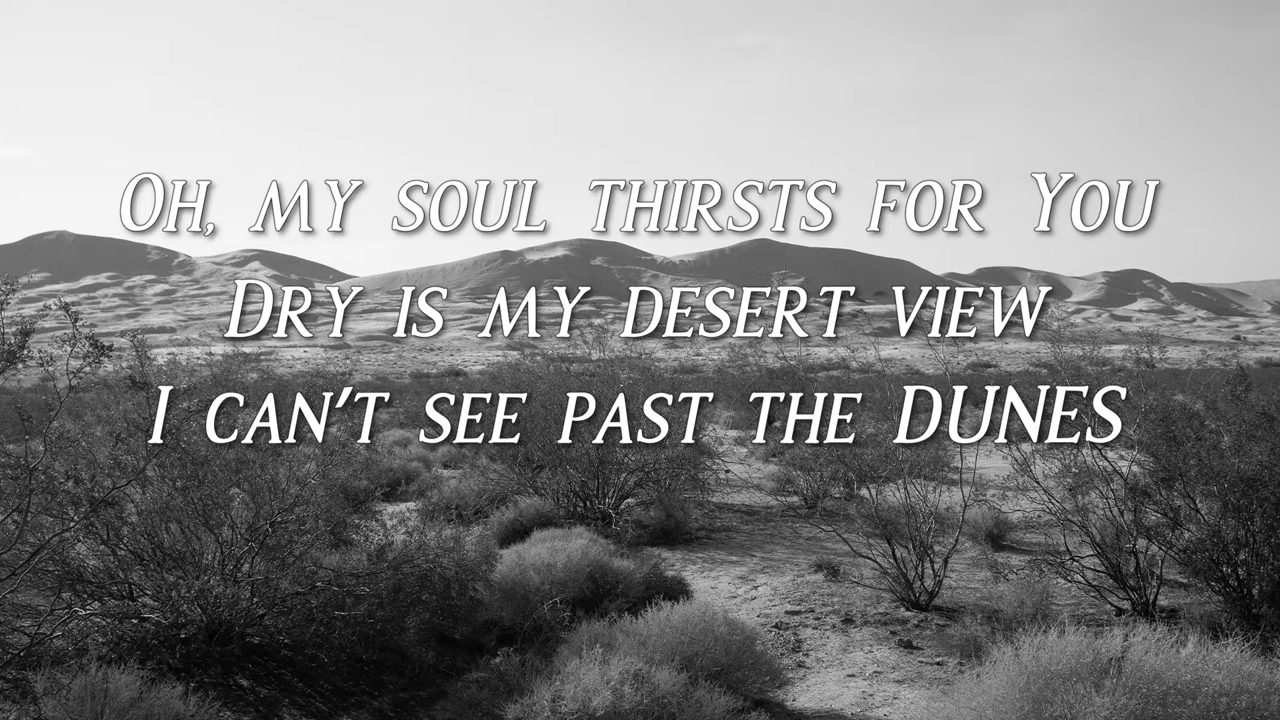 Oh, my soul thirsts for You
Dry is my desert view
I can't see past the DUNES